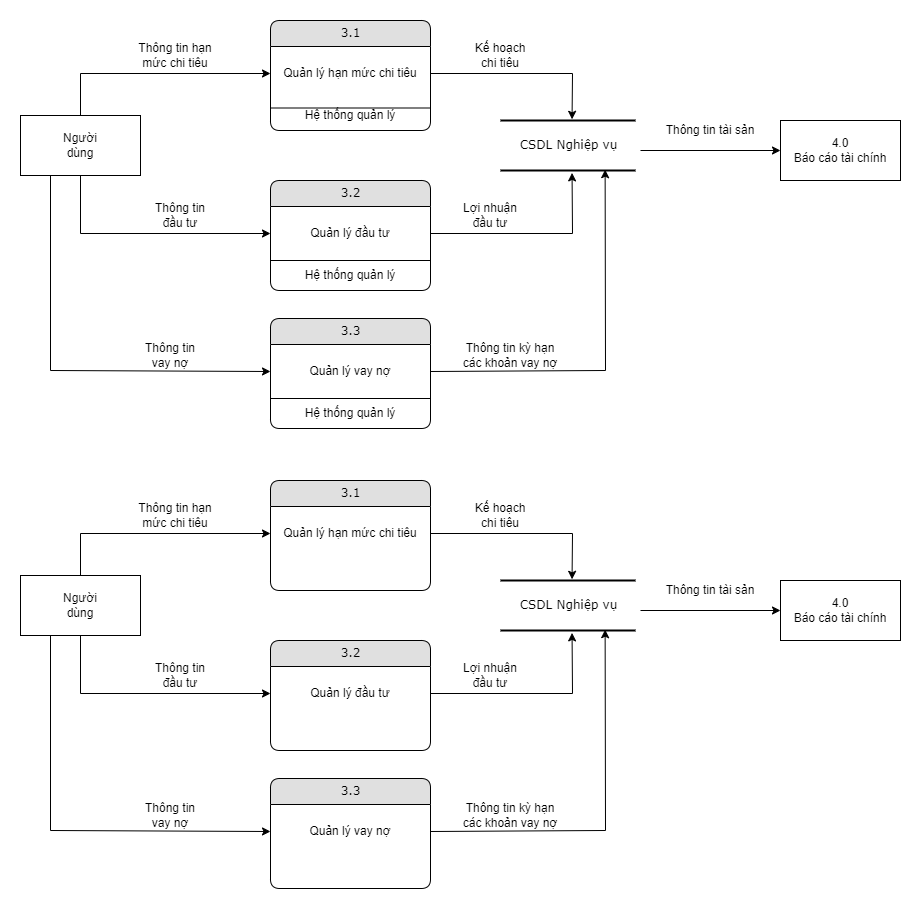 3.1
Thông tin hạn
mức chi tiêu
Quản lý hạn mức chi tiêu
Kế hoạch
chi tiêu
Hệ thống quản lý
Người
dùng
CSDL Nghiệp vụ
Thông tin tài sản
4.0
Báo cáo tài chính
3.2
Thông tin
đầu tư
Quản lý đầu tư
Lợi nhuận
đầu tư
Hệ thống quản lý
3.3
Thông tin
vay nợ
Quản lý vay nợ
Thông tin kỳ hạn
các khoản vay nợ
Hệ thống quản lý
3.1
Thông tin hạn
mức chi tiêu
Quản lý hạn mức chi tiêu
Kế hoạch
chi tiêu
Người
dùng
CSDL Nghiệp vụ
Thông tin tài sản
4.0
Báo cáo tài chính
3.2
Thông tin
đầu tư
Quản lý đầu tư
Lợi nhuận
đầu tư
3.3
Thông tin
vay nợ
Quản lý vay nợ
Thông tin kỳ hạn
các khoản vay nợ